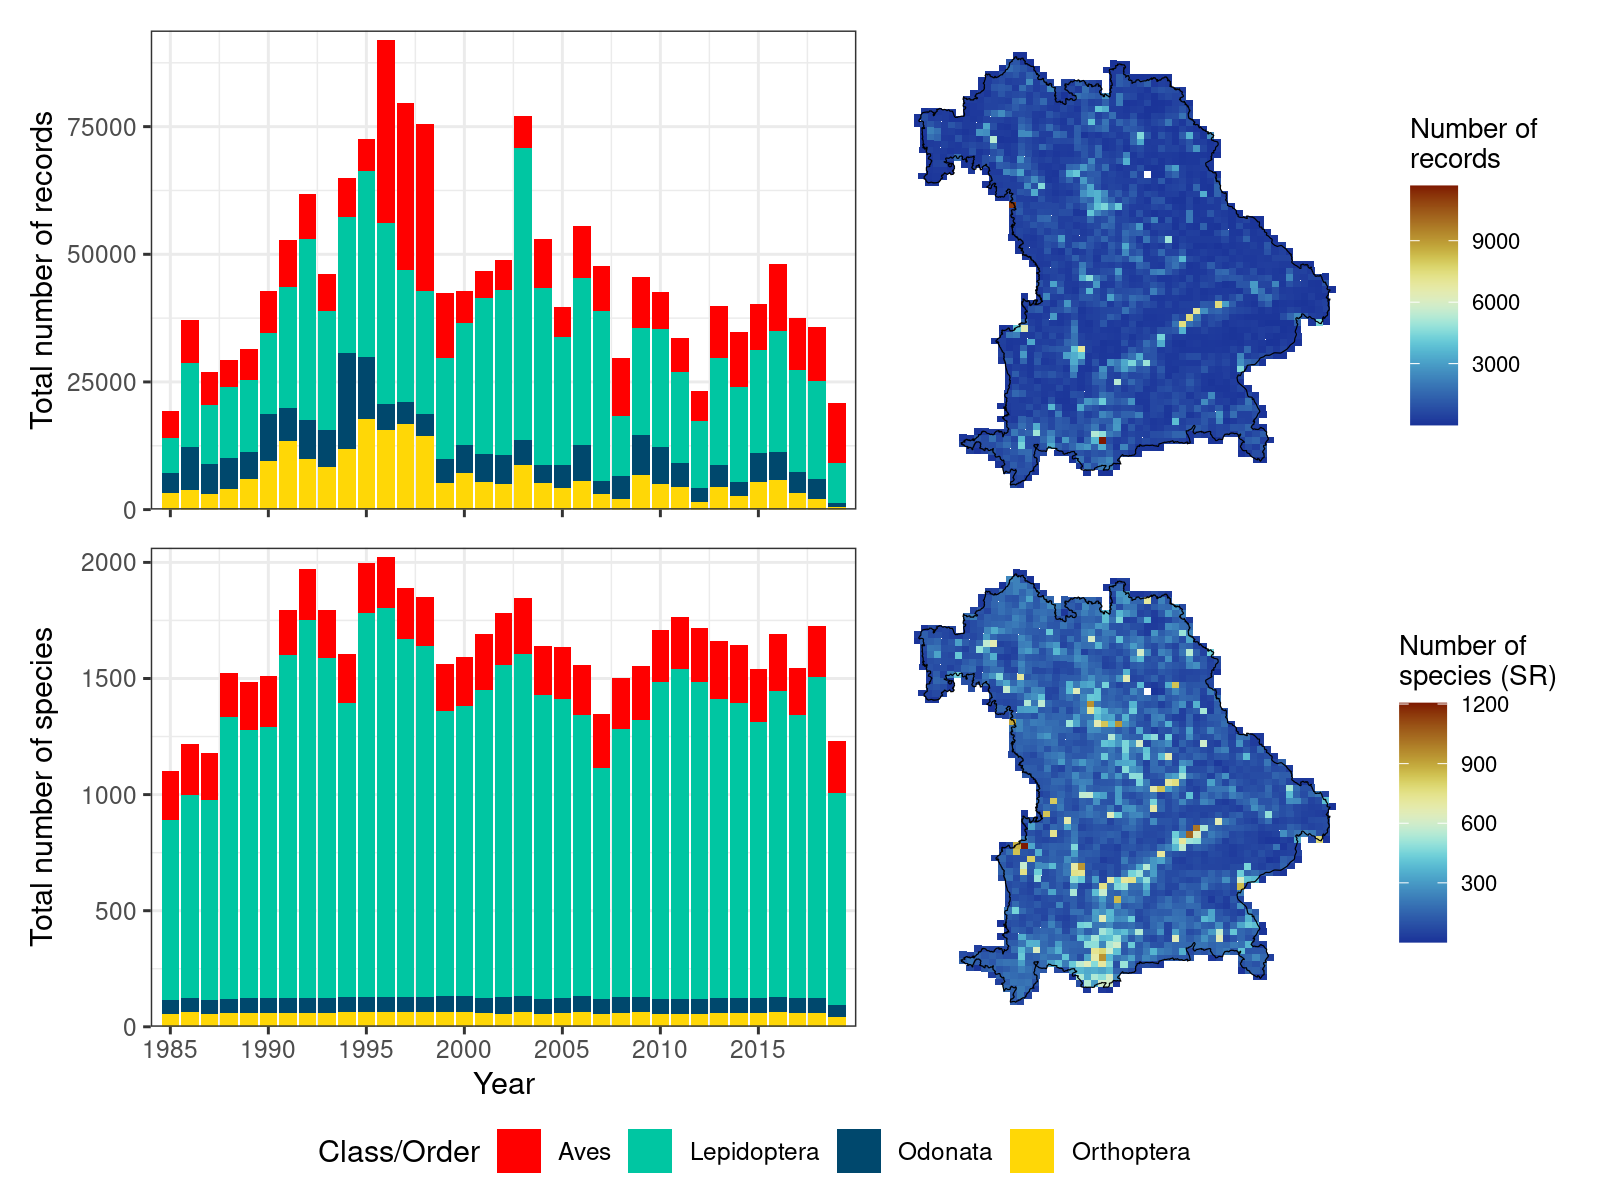 Total number of records
75000
50000
25000
0
Number of
records
9000
6000
3000
Total number of species
2000
1500
1000
500
0
1985
1990
1995
2000
2005
2010
2015
Year
Number of
species (SR)
1200
900
600
300
Class/Order
Aves
Lepidoptera
Odonata
Orthoptera